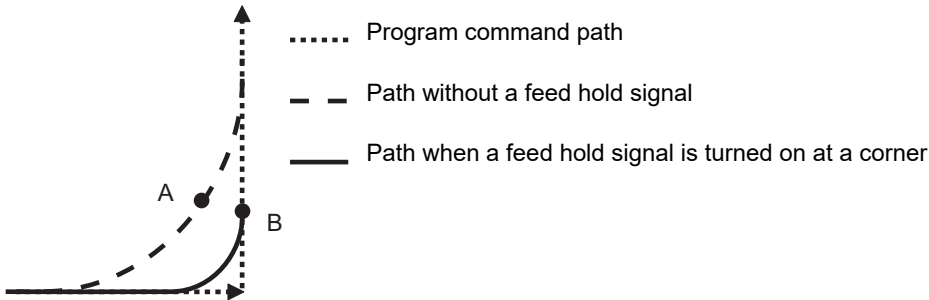 Program command path
Path without a feed hold signal
Path when a feed hold signal is turned on at a corner
A
B